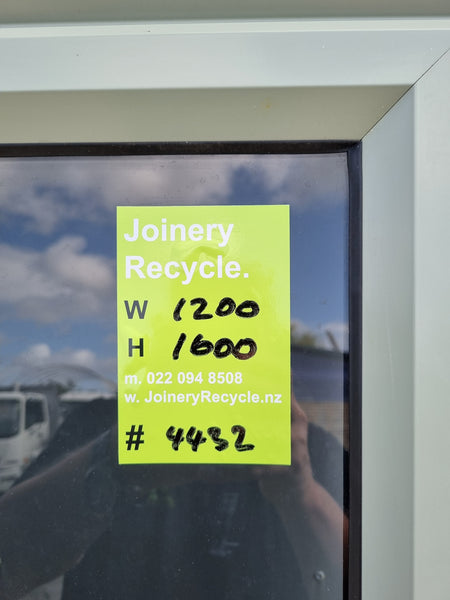 Joinery
Recycle.
W 1200
H 1600
m. 022 094 8508
w. JoineryRecycle.nz
# 4432